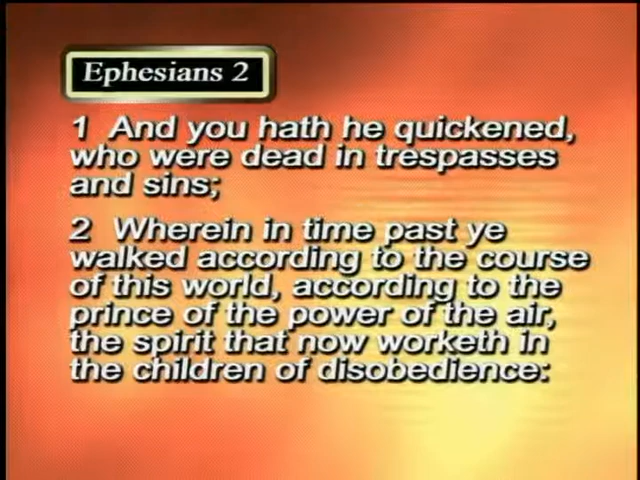 Ephesians 2
1 And you hath he quickened,
who were dead in trespasses
and sins;
2 Wherein in time past ye
walked according to the course
of this world, according to the
prince of the power of the air,
the spirit that now worketh in
the children of disobedience: